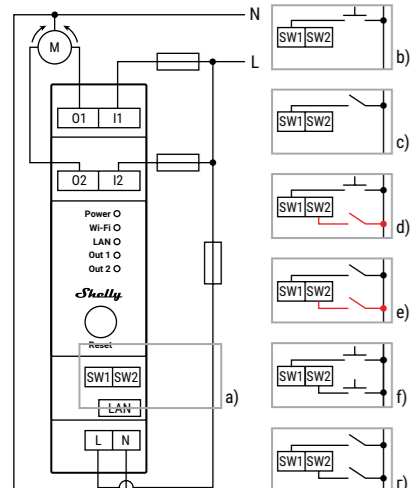 N
M
L
SW1 SW2
b)
O1 I1
SW1 SW2
c)
O2 I2
Power
Wi-Fi
LAN
Out 1
Out 2
SW1 SW2
d)
Shelly
SW1 SW2
e)
Reset
SW1 SW2
a)
LAN
SW1 SW2
f)
L N
SW1 SW2